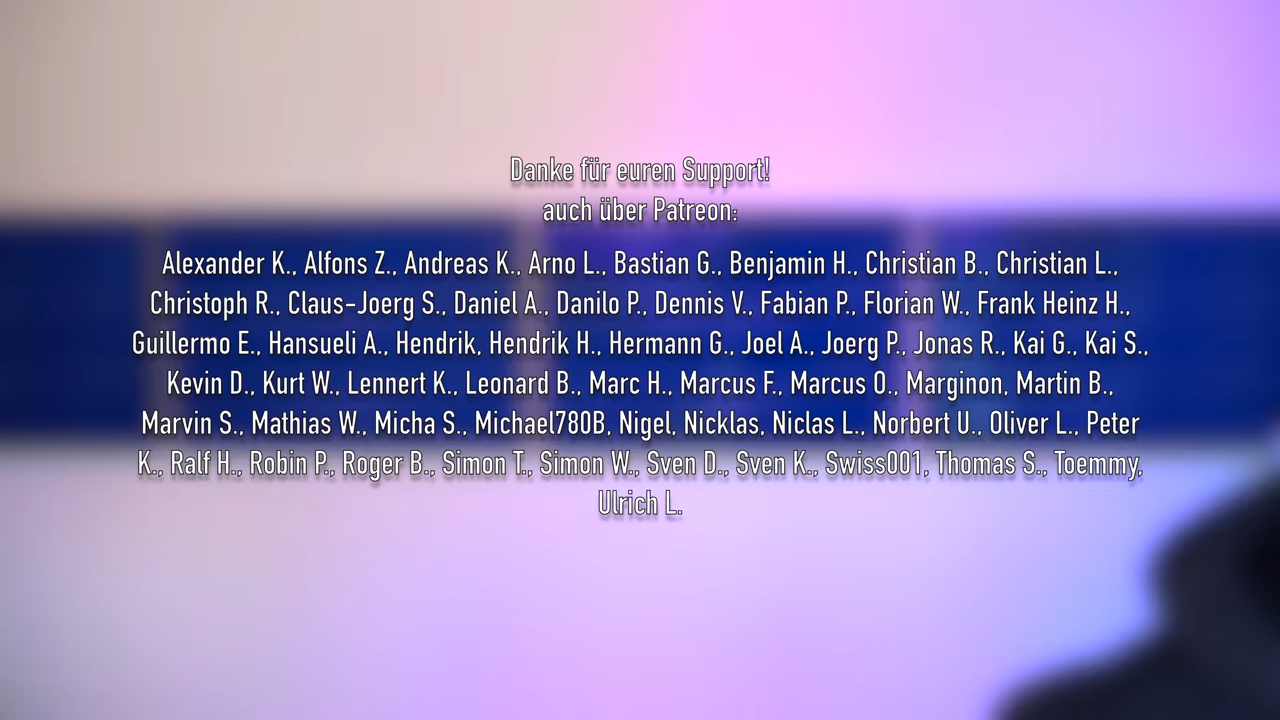 Danke für euren Support!
auch über Patreon:
Alexander K., Alfons Z., Andreas K., Arno L., Bastian G., Benjamin H., Christian B., Christian L.,
Christoph R., Claus-Joerg S., Daniel A., Danilo P., Dennis V., Fabian P., Florian W., Frank Heinz H.,
Guillermo E., Hansueli A., Hendrik, Hendrik H., Hermann G., Joel A., Joerg P., Jonas R., Kai G., Kai S.,
Kevin D., Kurt W., Lennert K., Leonard B., Marc H., Marcus F., Marcus O., Marginon, Martin B.,
Marvin S., Mathias W., Micha S., Michael780B, Nigel, Nicklas, Niclas L., Norbert U., Oliver L., Peter
K., Ralf H., Robin P., Roger B., Simon T., Simon W., Sven D., Sven K., Swiss001, Thomas S., Toemmy,
Ulrich L.